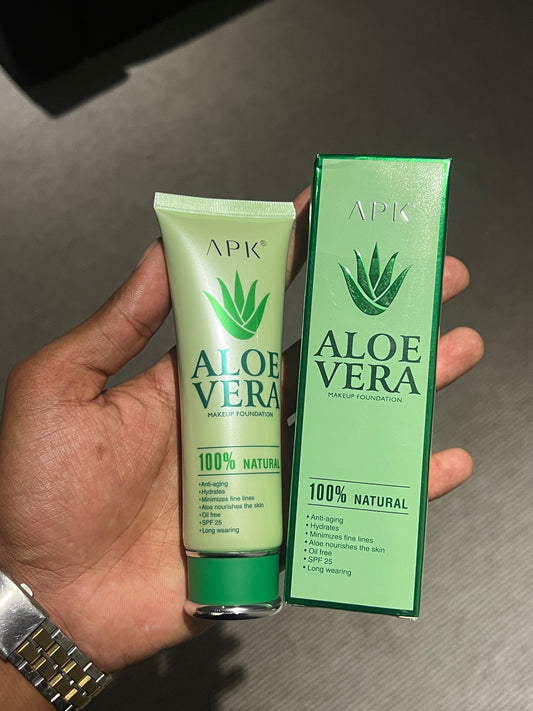 APK®
ALOE
VERA
MAKEUP FOUNDATION
100% NATURAL
•Anti-aging
•Hydrates
•Minimizes fine lines
•Aloe nourishes the skin
•Oil free
•SPF 25
•Long wearing
APK
ALOE
VERA
MAKEUP FOUNDATION
100% NATURAL
• Anti-aging
• Hydrates
• Minimizes fine lines
• Aloe nourishes the skin
• Oil free
• SPF 25
• Long wearing